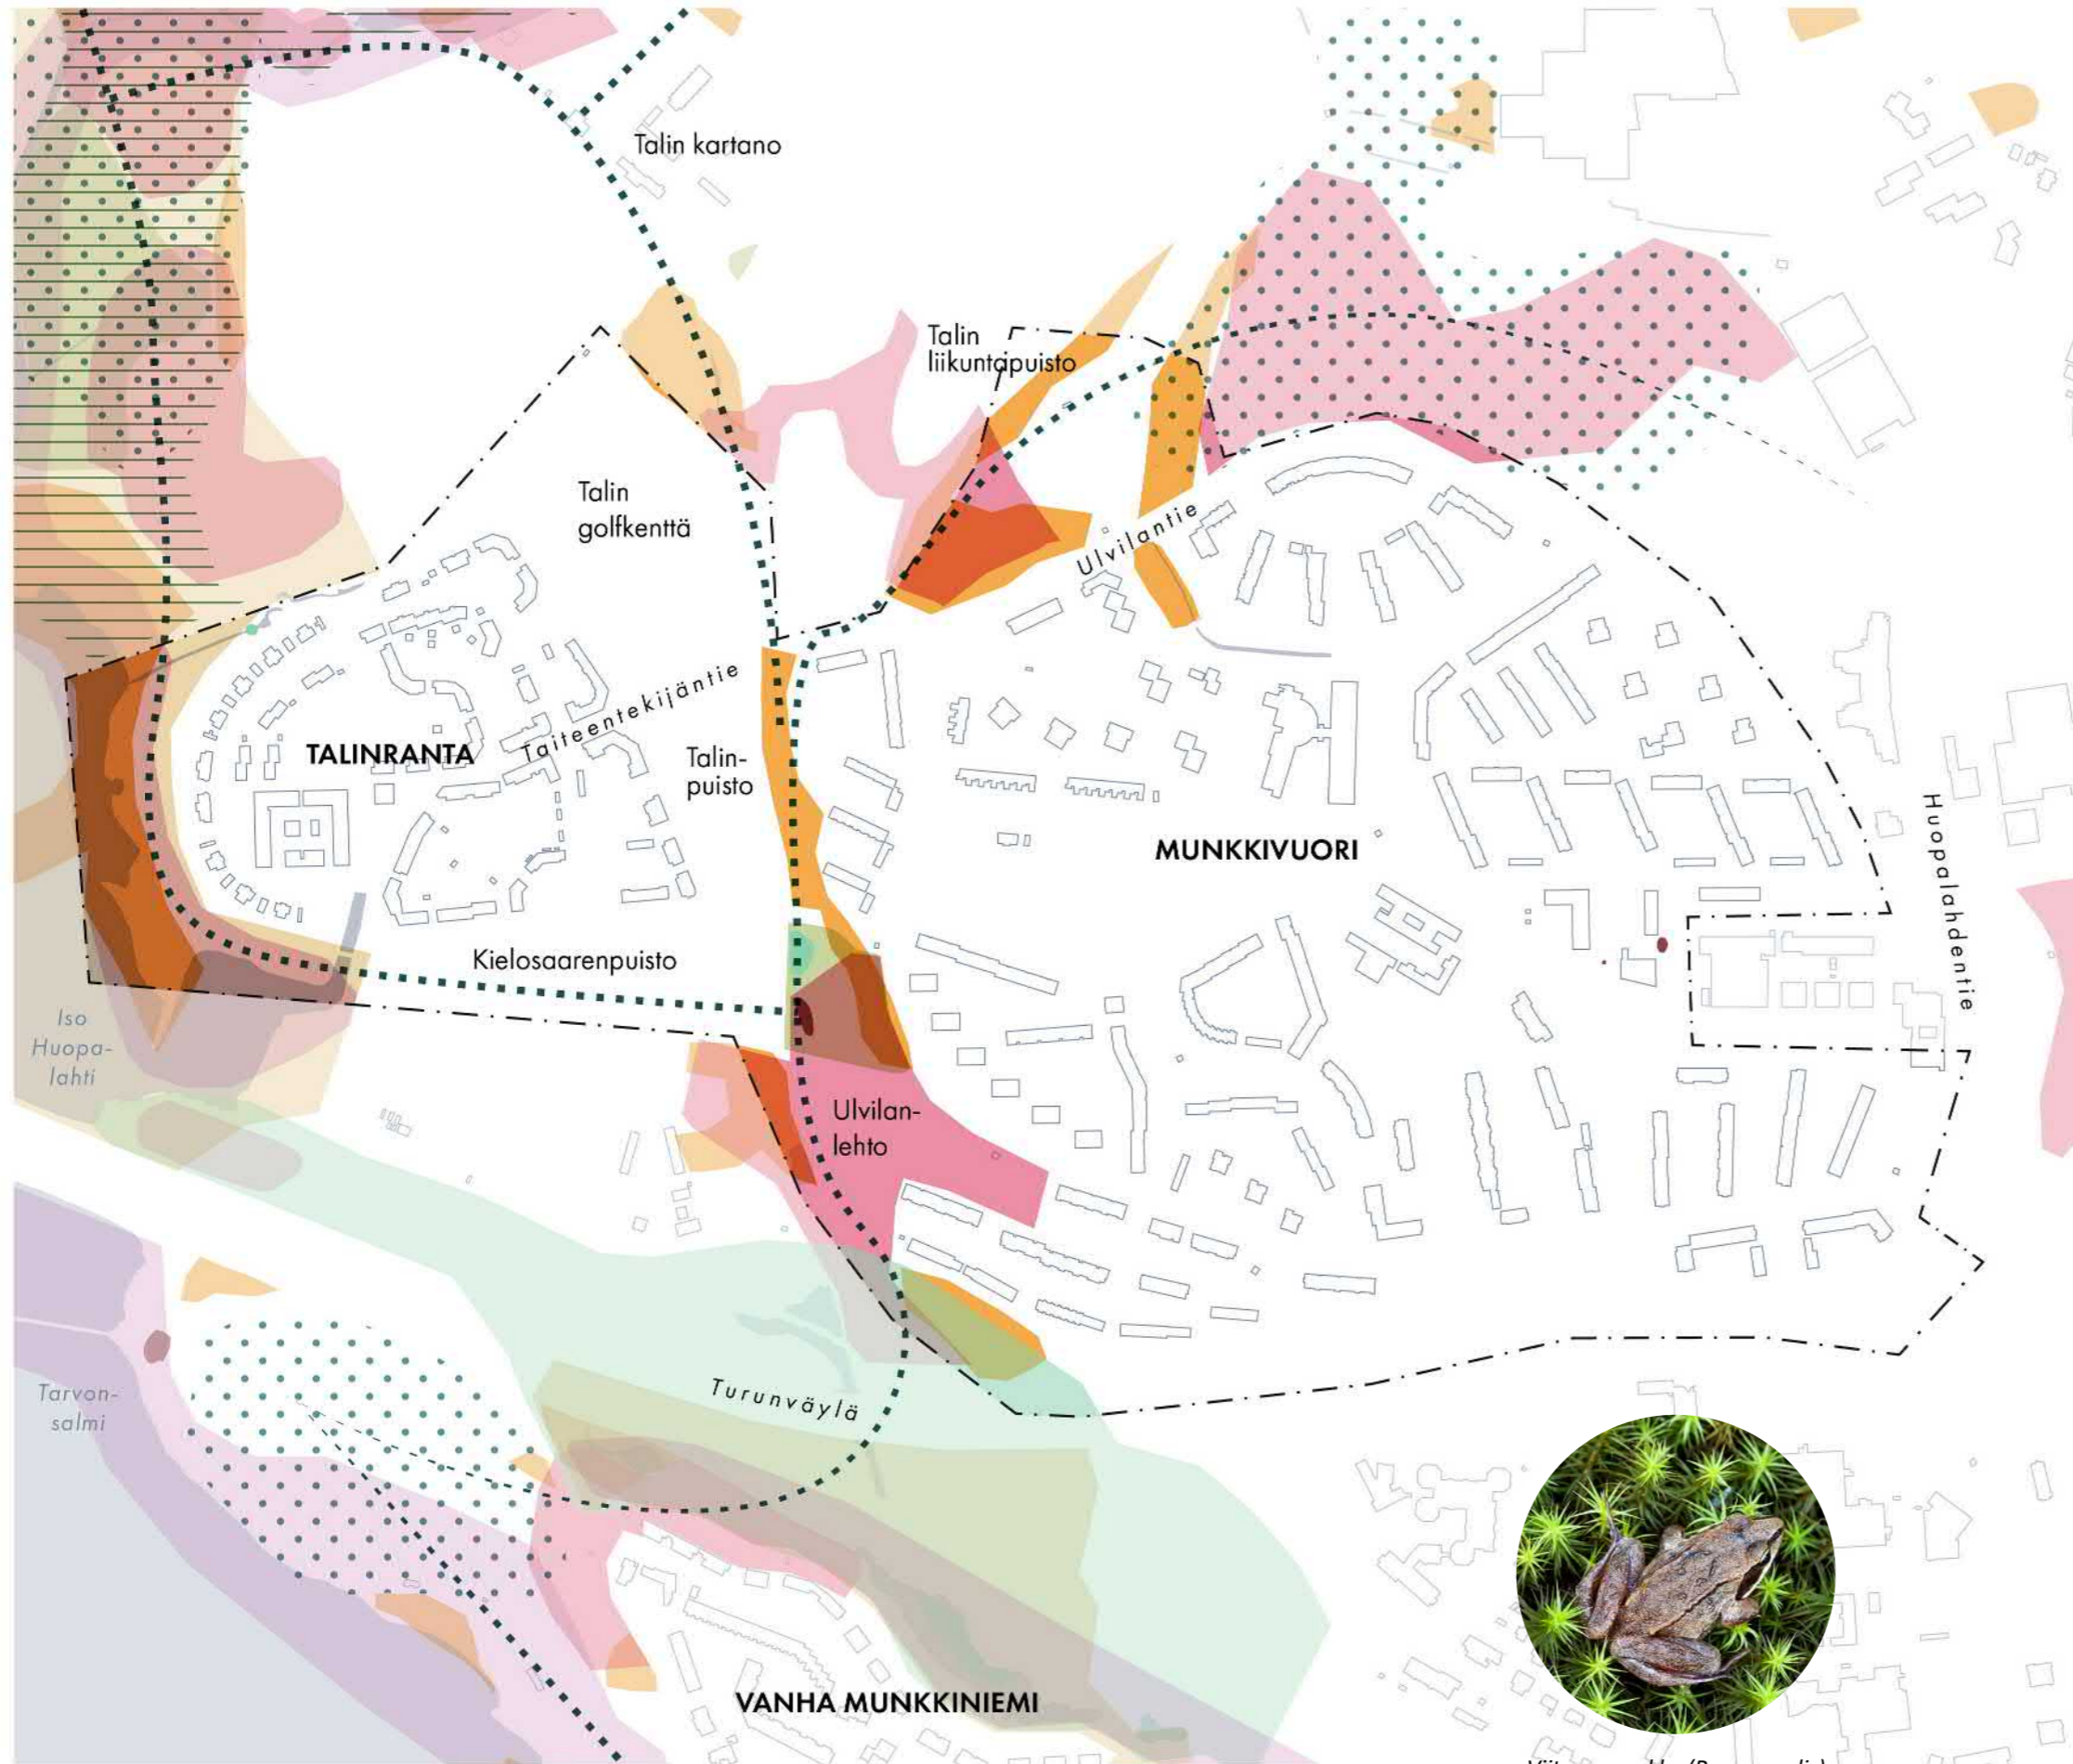 Talin kartano
Talin
liikuntapuisto
Talin
golfkenttä
Ulvilantie
Taiteentekijäntie
TALINRANTA
Talin-
puisto
MUNKKIVUORI
Huopalahdentie
Kielosaarenpuisto
Iso
Huopa-
lahti
Ulvilan-
lehto
Tarvon-
salmi
Turunväylä
VANHA MUNKKINIEMI